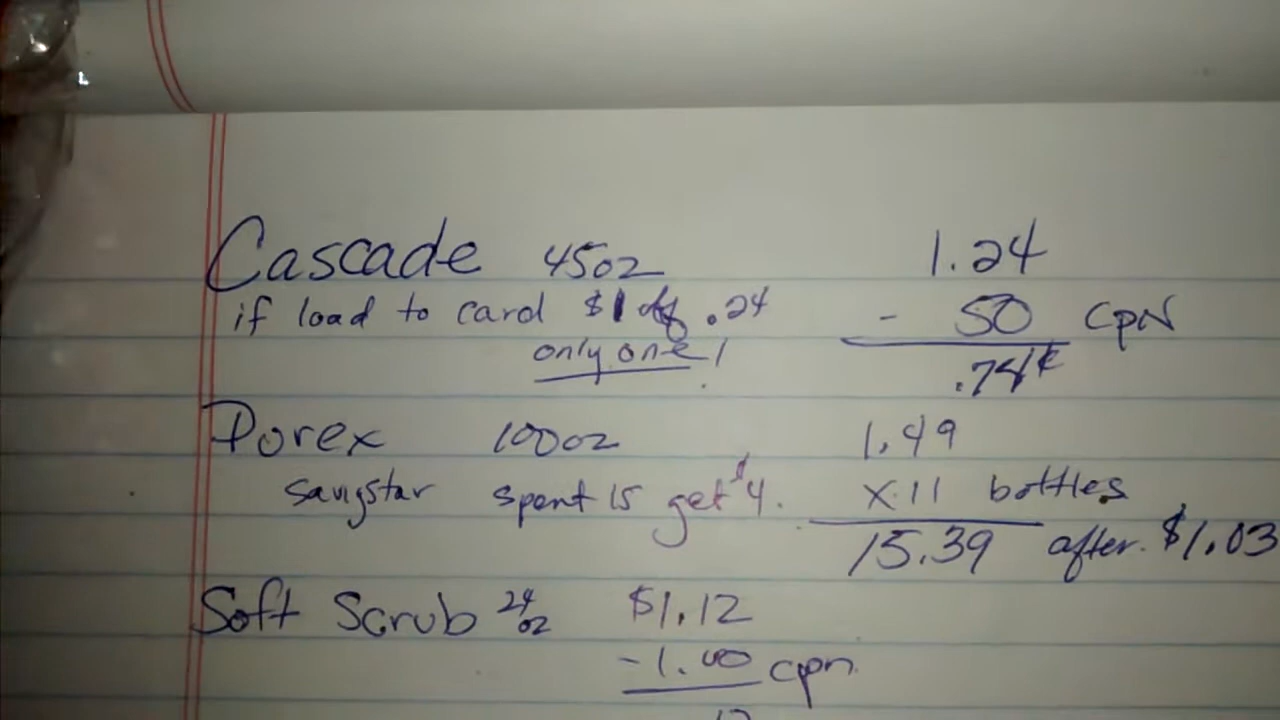 Cascade 45oz 1.24
if load to card $1 off .24 - 50 cpN
only one! .74¢
Porex 100oz 1.49
savigstar spent 15 get $4. x 11 bottles
15.39 after. $1.03
Soft Scrub 24oz $1.12
-1.00 cpn